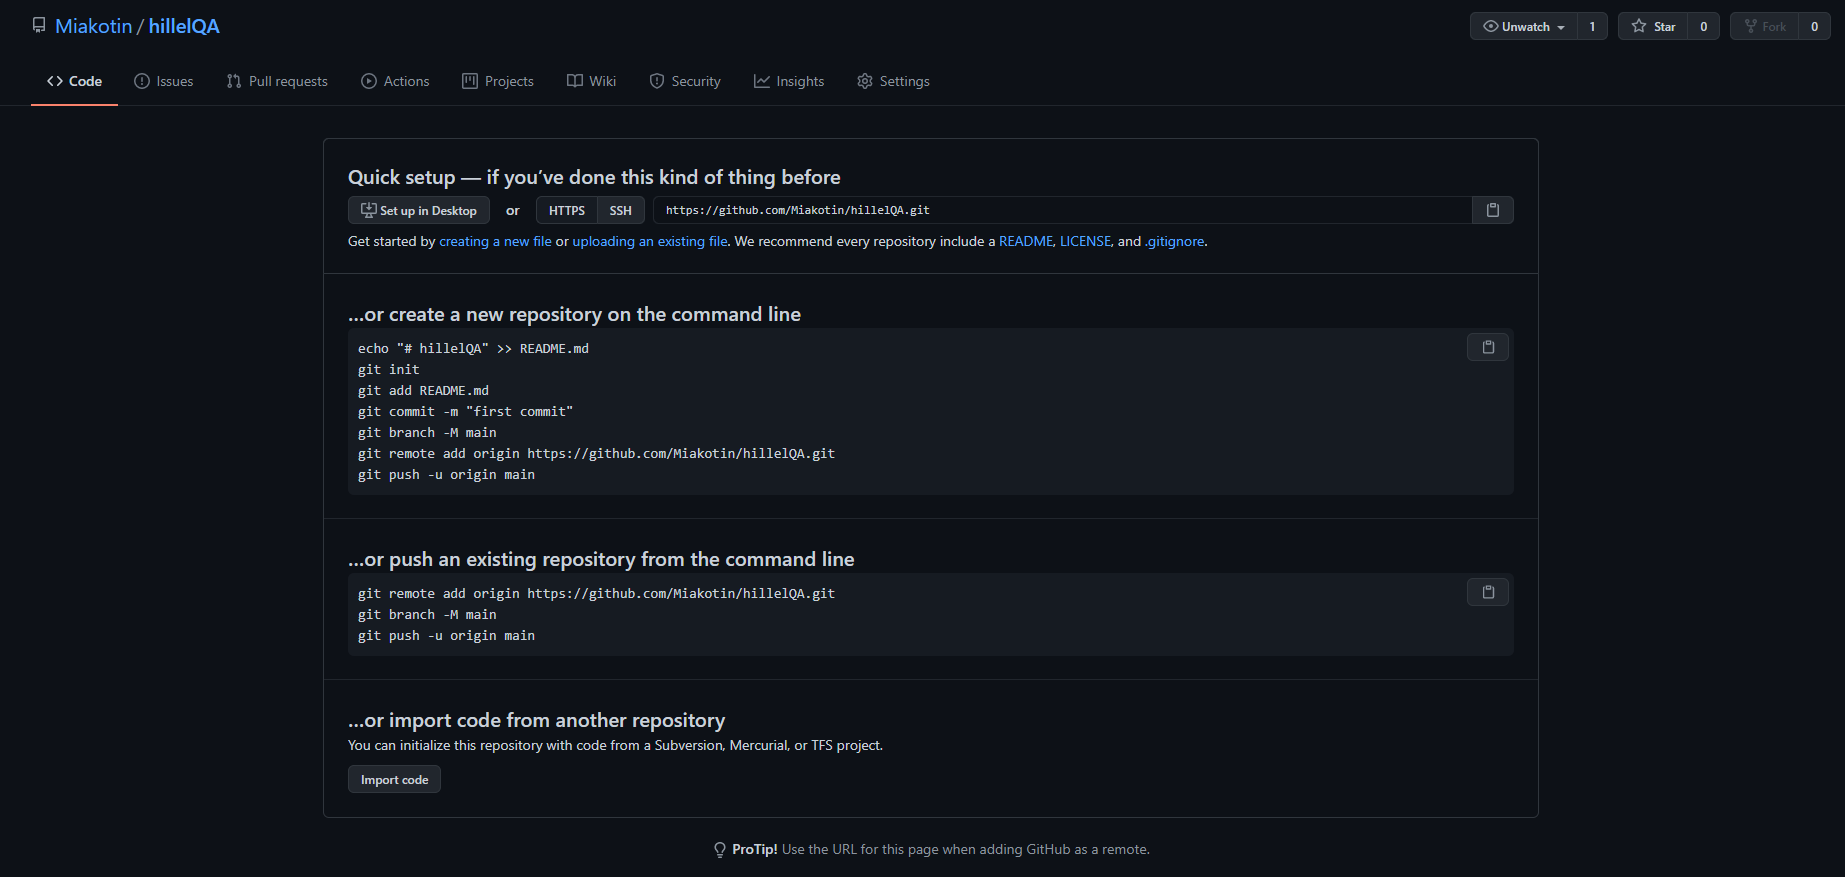 Miakotin / hillelQA
Unwatch 1 Star 0 Fork 0
Code Issues Pull requests Actions Projects Wiki Security Insights Settings
Quick setup — if you’ve done this kind of thing before
Set up in Desktop or HTTPS SSH https://github.com/Miakotin/hillelQA.git
Get started by creating a new file or uploading an existing file. We recommend every repository include a README, LICENSE, and .gitignore.
…or create a new repository on the command line
echo "# hillelQA" >> README.md
git init
git add README.md
git commit -m "first commit"
git branch -M main
git remote add origin https://github.com/Miakotin/hillelQA.git
git push -u origin main
…or push an existing repository from the command line
git remote add origin https://github.com/Miakotin/hillelQA.git
git branch -M main
git push -u origin main
…or import code from another repository
You can initialize this repository with code from a Subversion, Mercurial, or TFS project.
Import code
ProTip! Use the URL for this page when adding GitHub as a remote.